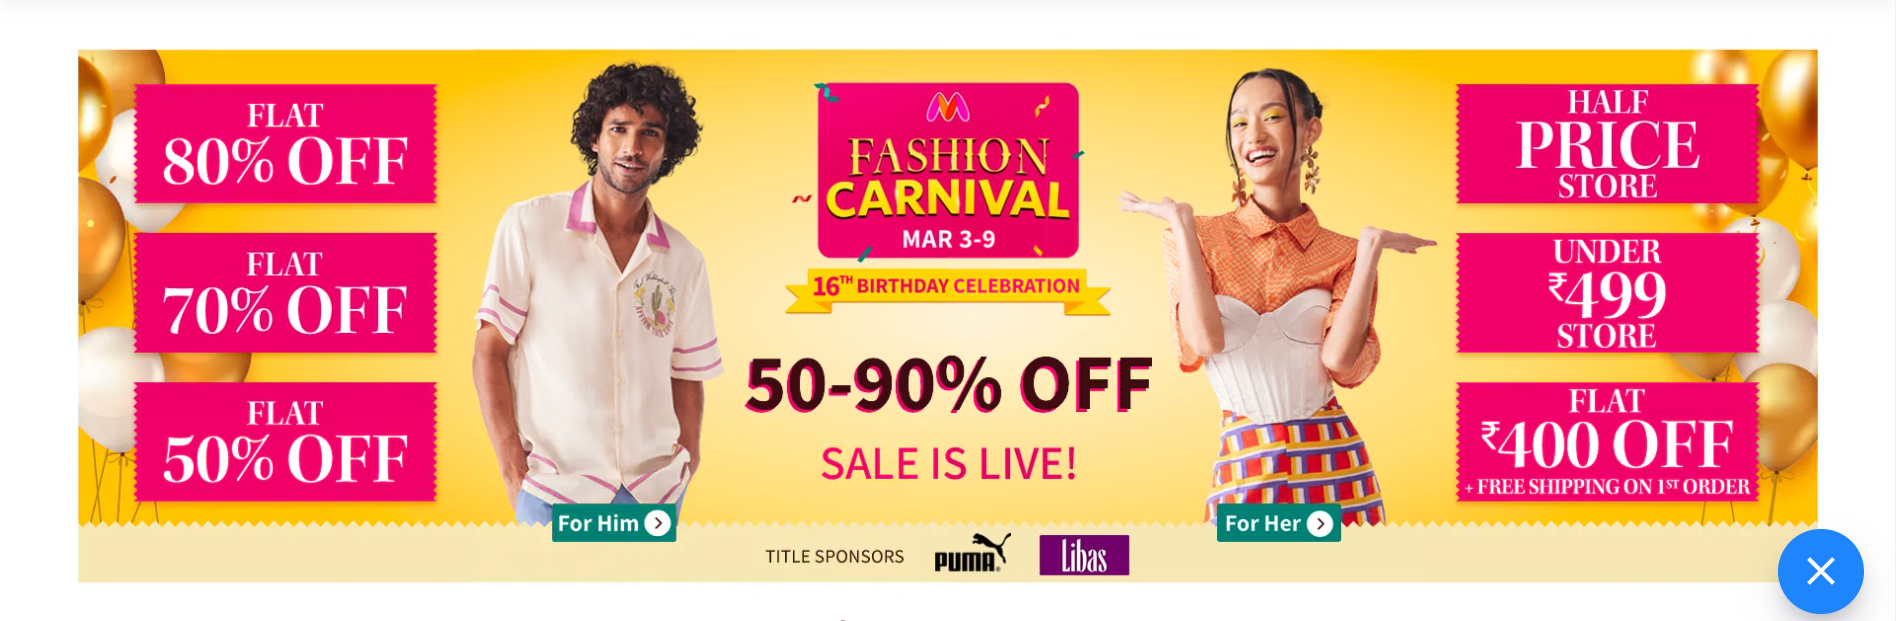 FLAT
80% OFF
FLAT
70% OFF
FLAT
50% OFF
FASHION
CARNIVAL
MAR 3-9
16TH BIRTHDAY CELEBRATION
50-90% OFF
SALE IS LIVE!
For Him
For Her
TITLE SPONSORS
PUMA
Libas
HALF
PRICE
STORE
UNDER
₹499
STORE
FLAT
₹400 OFF
+ FREE SHIPPING ON 1ST ORDER